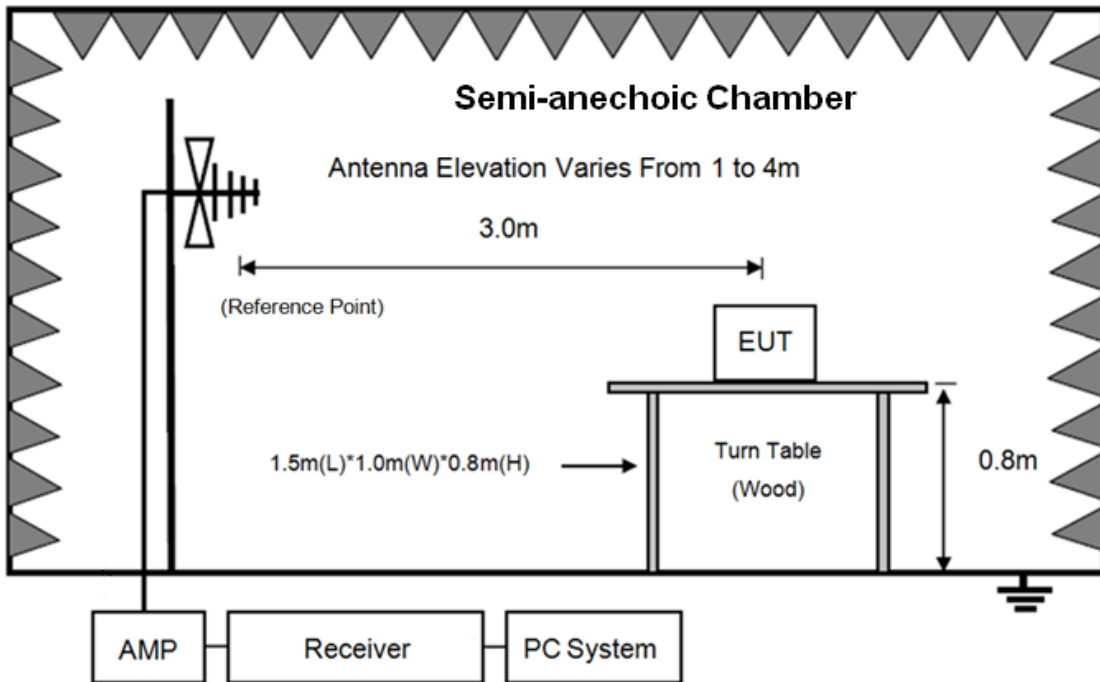 Semi-anechoic Chamber
Antenna Elevation Varies From 1 to 4m
3.0m
(Reference Point)
EUT
1.5m(L)*1.0m(W)*0.8m(H)
Turn Table
(Wood)
0.8m
AMP
Receiver
PC System